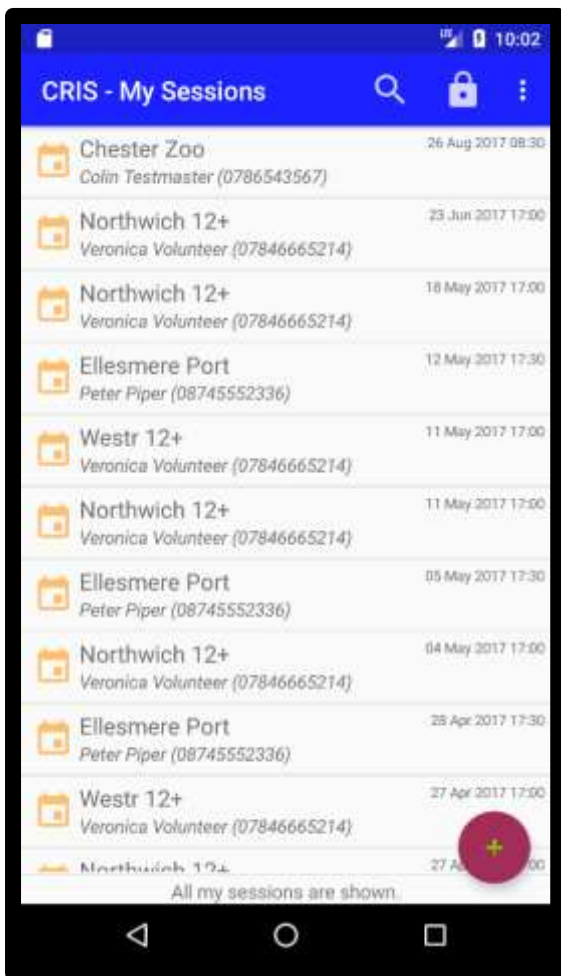 LTE 10:02
CRIS - My Sessions
Chester Zoo 26 Aug 2017 08:30
Colin Testmaster (0786543567)
Northwich 12+ 23 Jun 2017 17:00
Veronica Volunteer (07846665214)
Northwich 12+ 18 May 2017 17:00
Veronica Volunteer (07846665214)
Ellesmere Port 12 May 2017 17:30
Peter Piper (08745552336)
Westr 12+ 11 May 2017 17:00
Veronica Volunteer (07846665214)
Northwich 12+ 11 May 2017 17:00
Veronica Volunteer (07846665214)
Ellesmere Port 05 May 2017 17:30
Peter Piper (08745552336)
Northwich 12+ 04 May 2017 17:00
Veronica Volunteer (07846665214)
Ellesmere Port 28 Apr 2017 17:30
Peter Piper (08745552336)
Westr 12+ 27 Apr 2017 17:00
Veronica Volunteer (07846665214)
Northwich 12+ 27
All my sessions are shown.